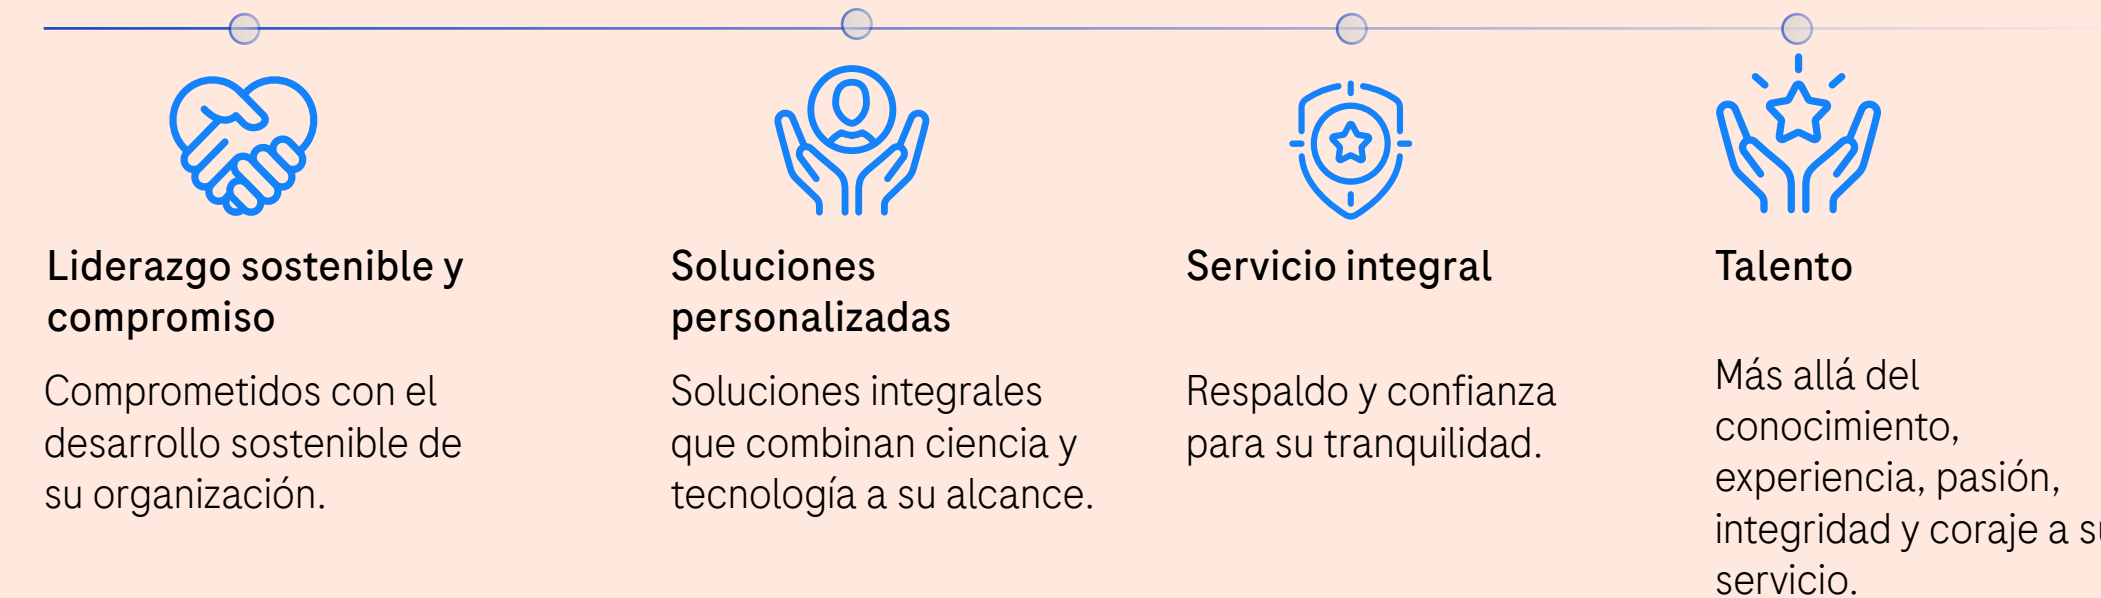 Liderazgo sostenible y
compromiso
Comprometidos con el
desarrollo sostenible de
su organización.
Soluciones
personalizadas
Soluciones integrales
que combinan ciencia y
tecnología a su alcance.
Servicio integral
Respaldo y confianza
para su tranquilidad.
Talento
Más allá del
conocimiento,
experiencia, pasión,
integridad y coraje a su
servicio.